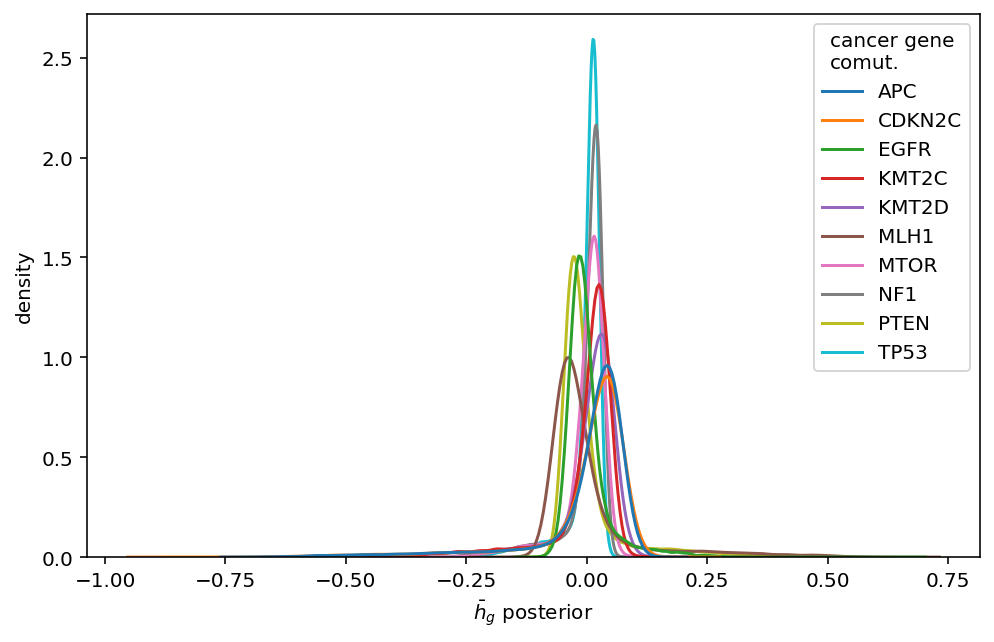 cancer gene
comut.
APC
CDKN2C
EGFR
KMT2C
KMT2D
MLH1
MTOR
NF1
PTEN
TP53
2.5
2.0
1.5
1.0
0.5
0.0
density
−1.00 −0.75 −0.50 −0.25 0.00 0.25 0.50 0.75
h̄g posterior